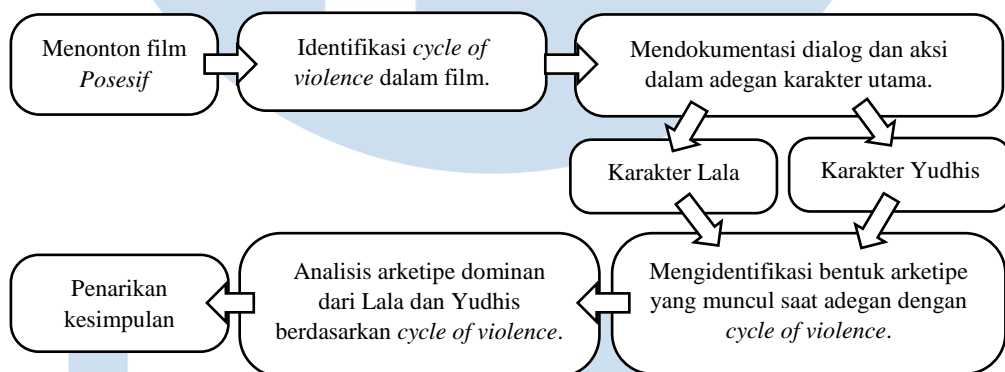 Menonton film
Posesif
Identifikasi cycle of
violence dalam film.
Mendokumentasi dialog dan aksi
dalam adegan karakter utama.
Karakter Lala
Karakter Yudhis
Mengidentifikasi bentuk arketipe
yang muncul saat adegan dengan
cycle of violence.
Analisis arketipe dominan
dari Lala dan Yudhis
berdasarkan cycle of violence.
Penarikan
kesimpulan